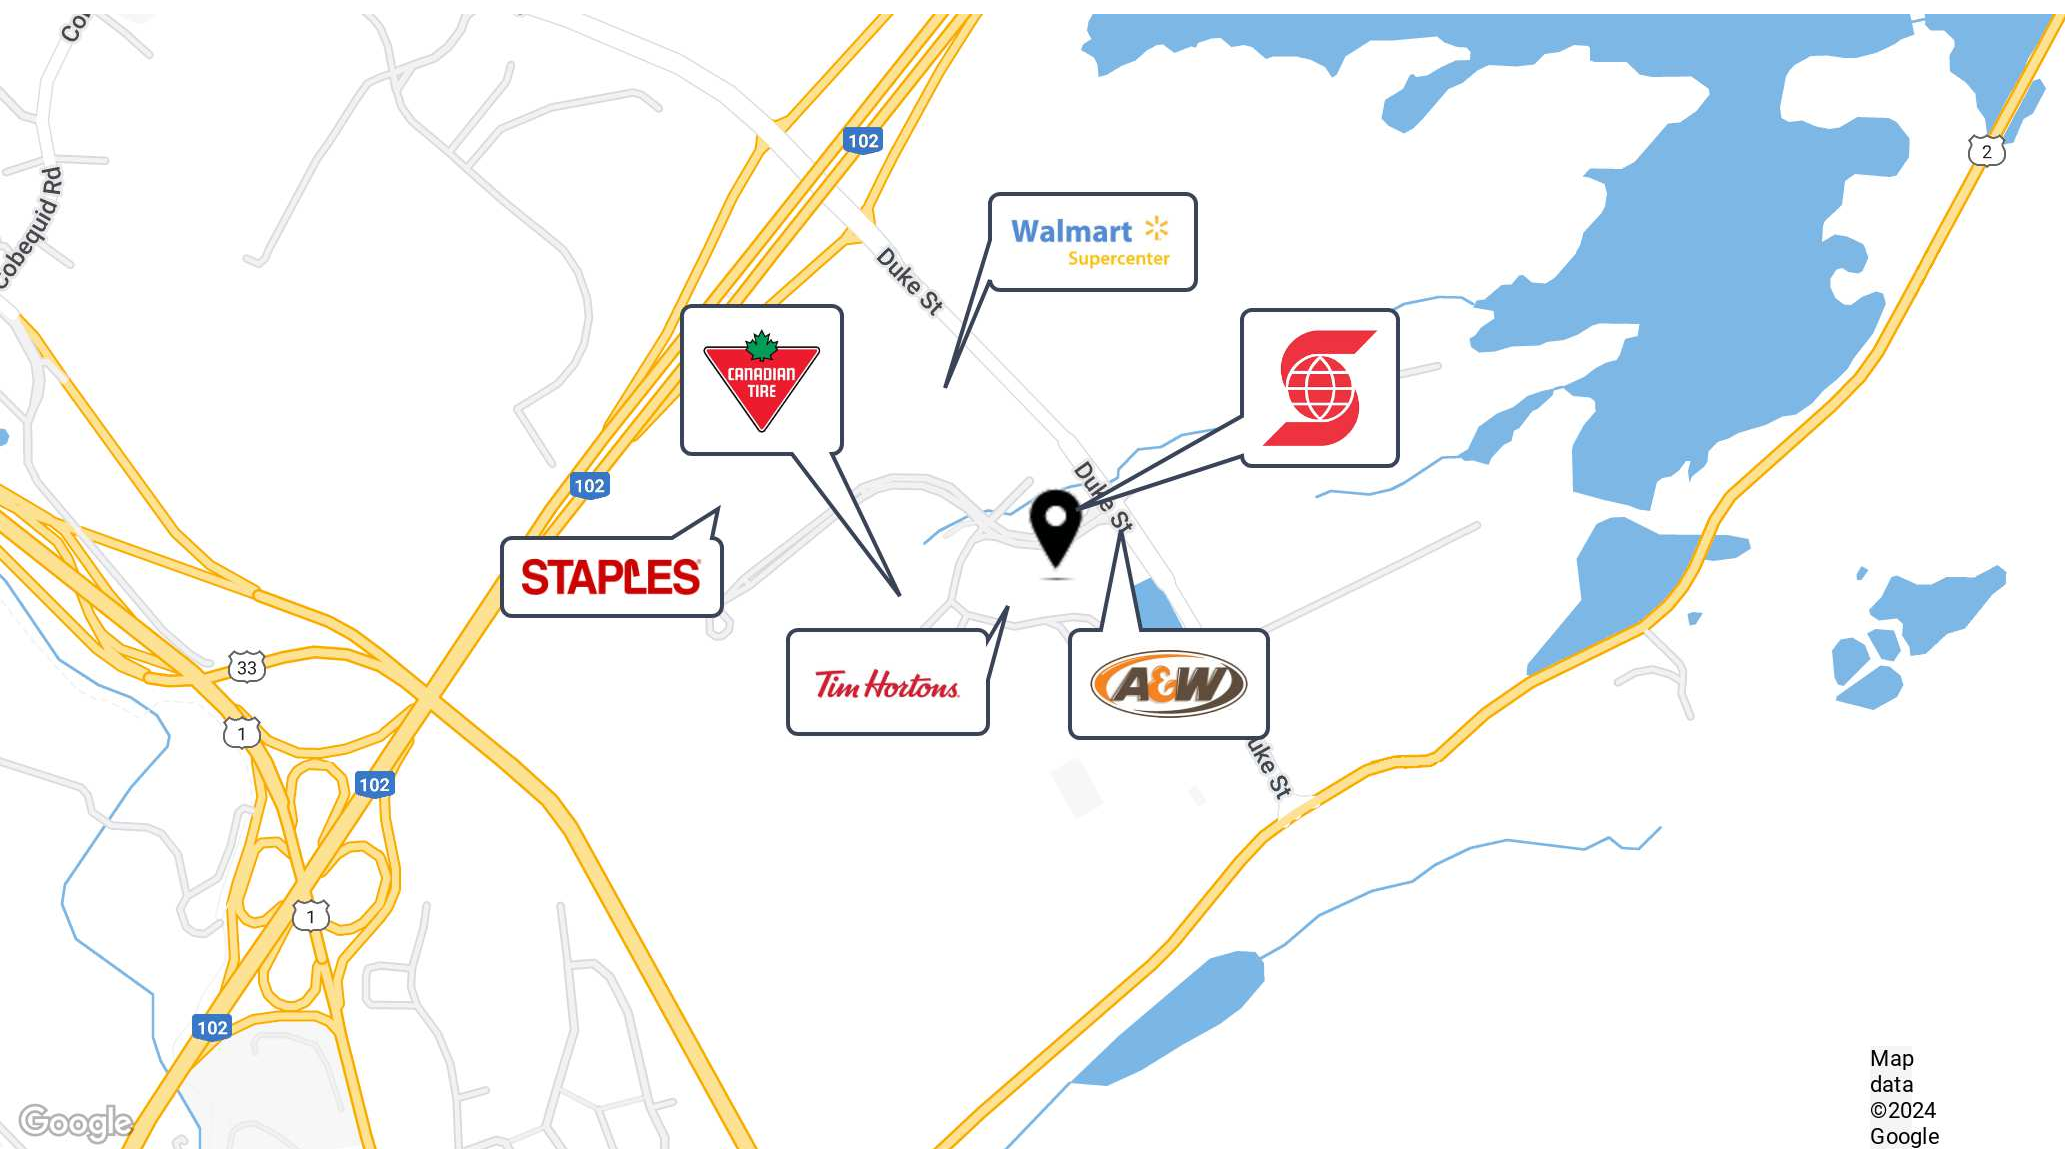 Co
102
2
Cobequid Rd
Walmart
Supercenter
Duke St
CANADIAN
TIRE
102
Duke St
STAPLES
33
Tim Hortons
A&W
1
102
uke St
1
102
Map
data
©2024
Google
Google